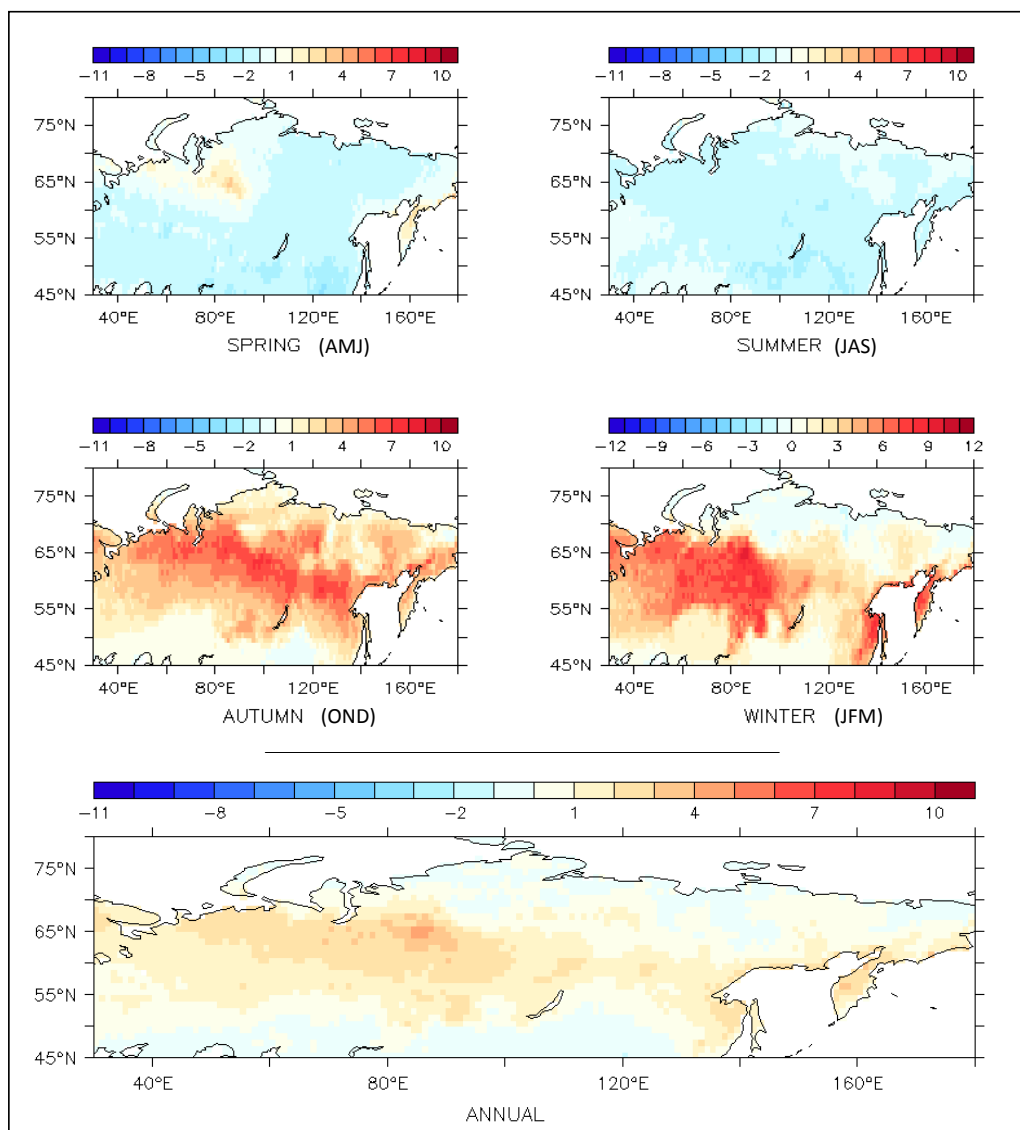 −11 −8 −5 −2 1 4 7 10
75°N
65°N
55°N
45°N
40°E 80°E 120°E 160°E
SPRING (AMJ)
−11 −8 −5 −2 1 4 7 10
75°N
65°N
55°N
45°N
40°E 80°E 120°E 160°E
SUMMER (JAS)
−11 −8 −5 −2 1 4 7 10
75°N
65°N
55°N
45°N
40°E 80°E 120°E 160°E
AUTUMN (OND)
−12 −9 −6 −3 0 3 6 9 12
75°N
65°N
55°N
45°N
40°E 80°E 120°E 160°E
WINTER (JFM)
−11 −8 −5 −2 1 4 7 10
75°N
65°N
55°N
45°N
40°E 80°E 120°E 160°E
ANNUAL